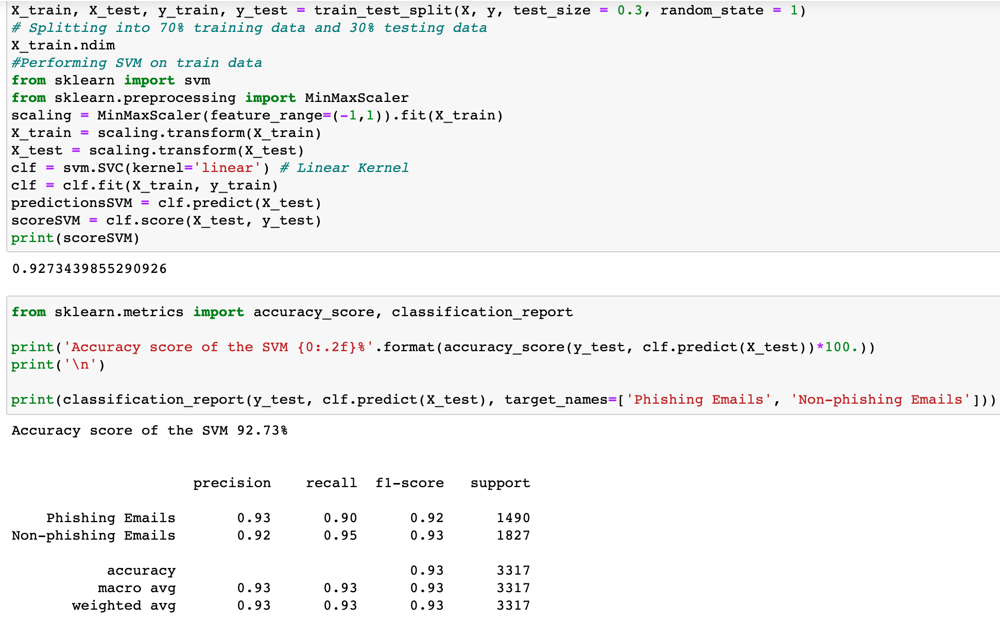 X_train, X_test, y_train, y_test = train_test_split(X, y, test_size = 0.3, random_state = 1)
# Splitting into 70% training data and 30% testing data
X_train.ndim
#Performing SVM on train data
from sklearn import svm
from sklearn.preprocessing import MinMaxScaler
scaling = MinMaxScaler(feature_range=(-1,1)).fit(X_train)
X_train = scaling.transform(X_train)
X_test = scaling.transform(X_test)
clf = svm.SVC(kernel='linear') # Linear Kernel
clf = clf.fit(X_train, y_train)
predictionsSVM = clf.predict(X_test)
scoreSVM = clf.score(X_test, y_test)
print(scoreSVM)
0.9273439855290926
from sklearn.metrics import accuracy_score, classification_report
print('Accuracy score of the SVM {0:.2f}%'.format(accuracy_score(y_test, clf.predict(X_test))*100.))
print('\n')
print(classification_report(y_test, clf.predict(X_test), target_names=['Phishing Emails', 'Non-phishing Emails']))
Accuracy score of the SVM 92.73%
precision recall f1-score support
Phishing Emails 0.93 0.90 0.92 1490
Non-phishing Emails 0.92 0.95 0.93 1827
accuracy 0.93 3317
macro avg 0.93 0.93 0.93 3317
weighted avg 0.93 0.93 0.93 3317